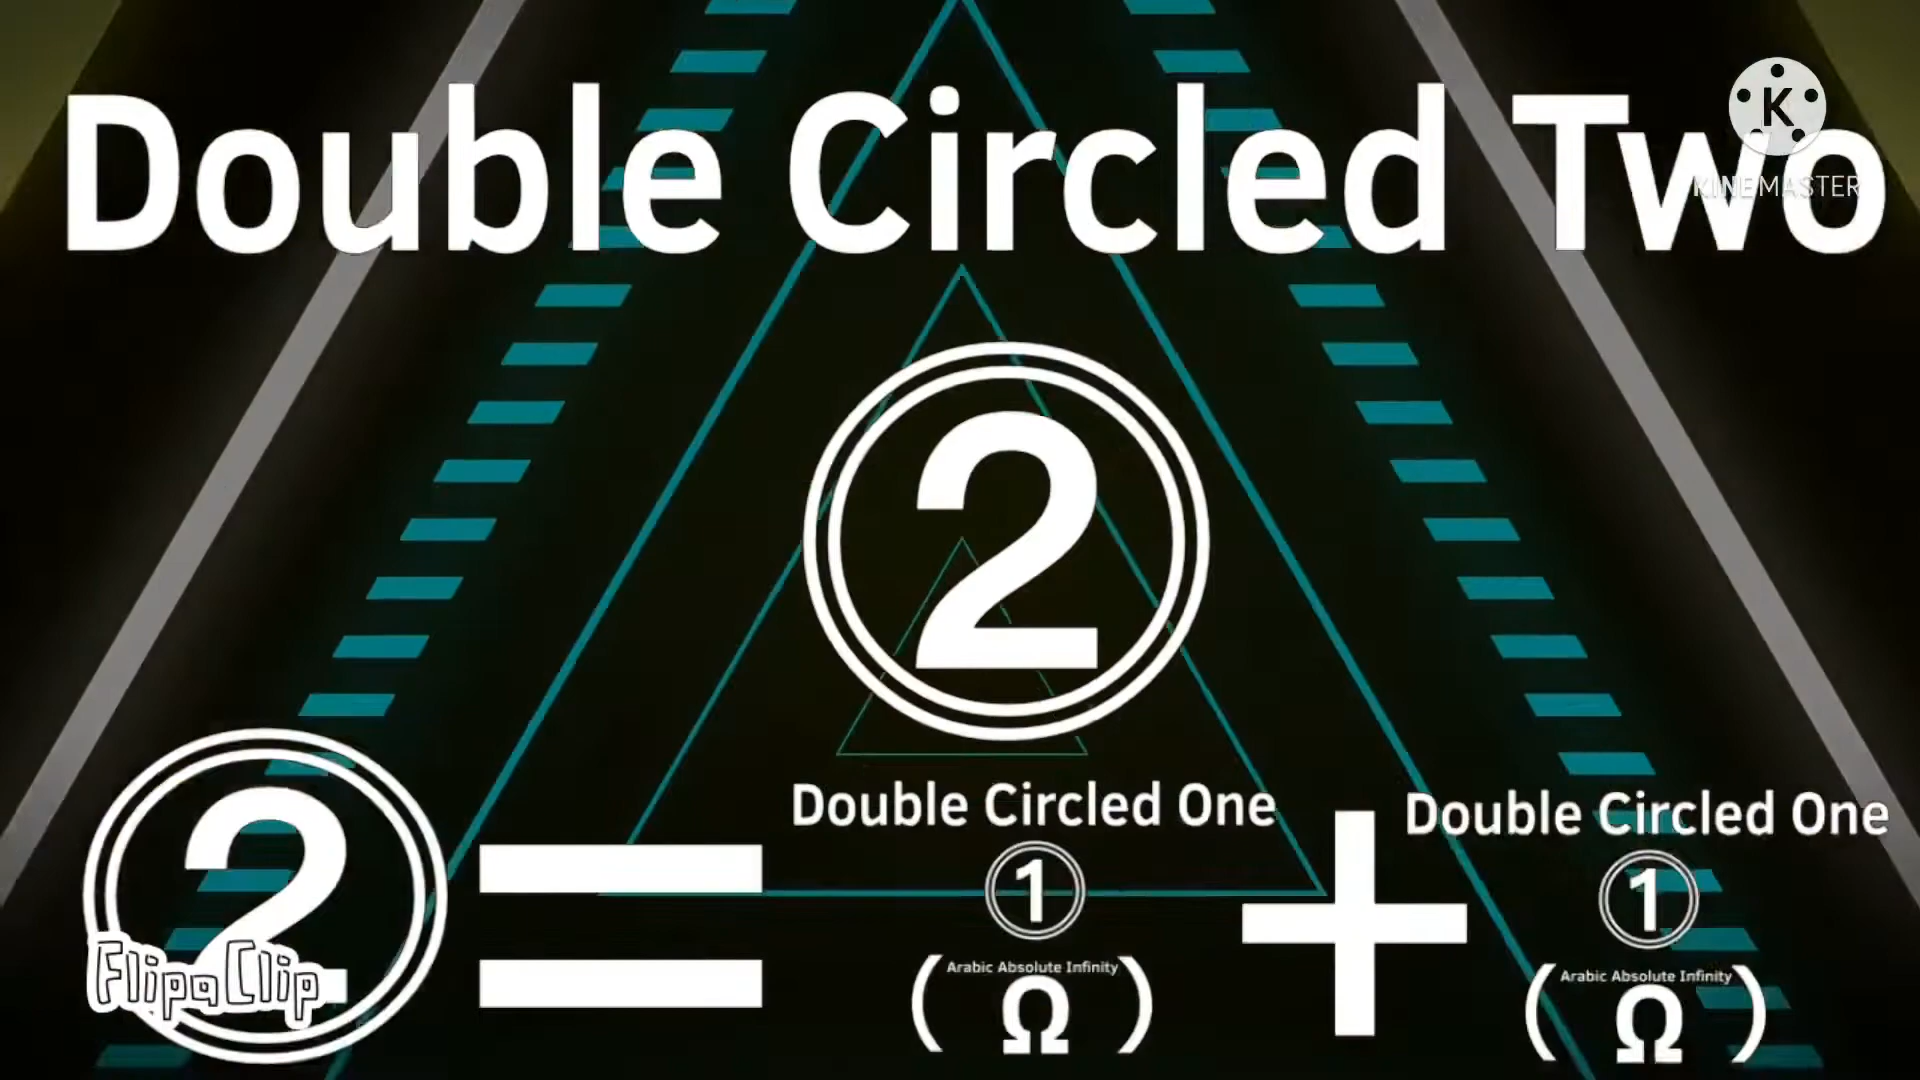 Double Circled Two
K
KINEMASTER
2
Double Circled One
Double Circled One
2 = 1 + 1
FlipaClip
(Arabic Absolute Infinity
Ω)
(Arabic Absolute Infinity
Ω)